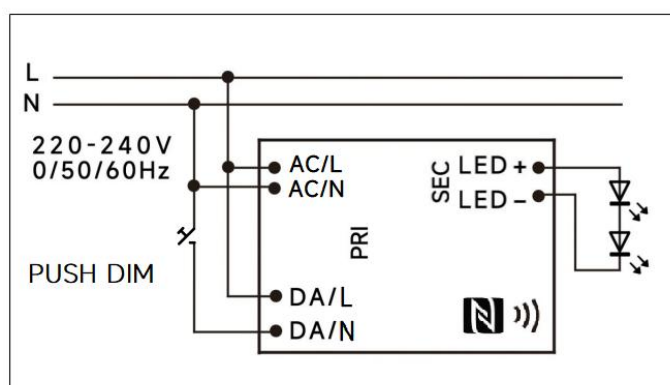 L
N
220-240V
0/50/60Hz
AC/L
AC/N
SEC
LED +
LED -
PRI
PUSH DIM
DA/L
DA/N